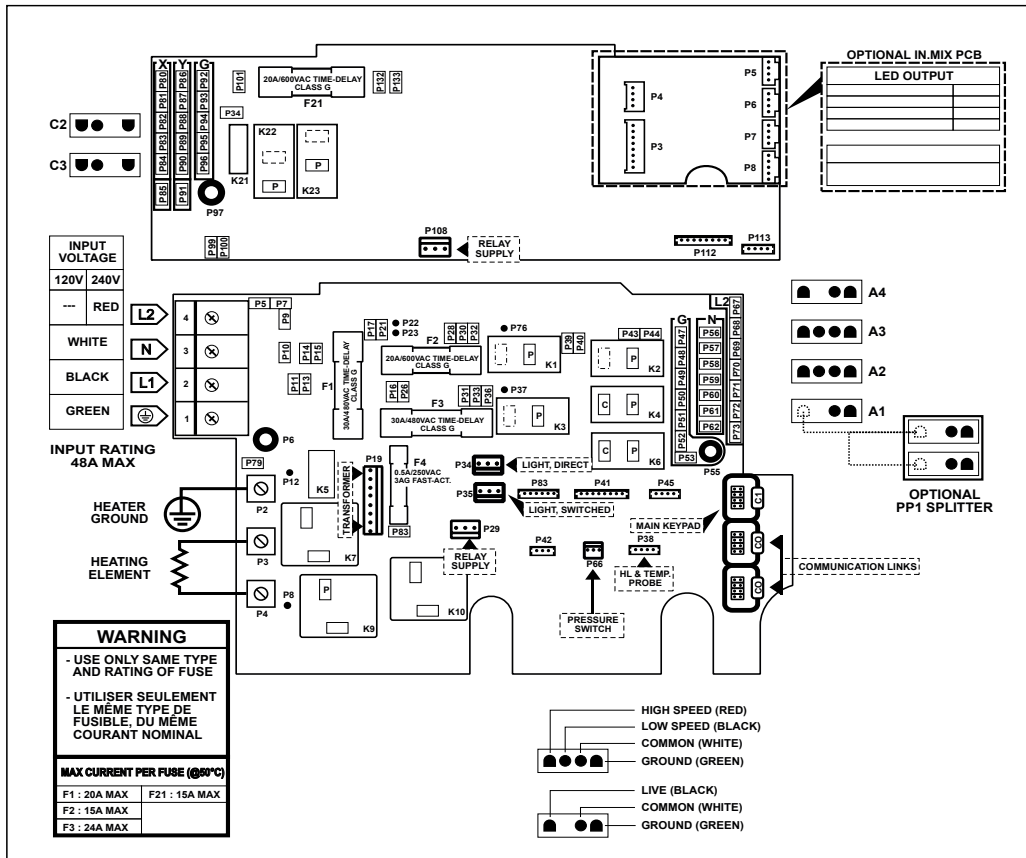 X Y G
P80
P81
P82
P83
P84
P85
P86
P87
P88
P89
P90
P91
P92
P93
P94
P95
P96
P97
P101
20A/600VAC TIME-DELAY
CLASS G
F21
P132
P133
P34
K21
K22
P
K23
P
P99
P100
C2
C3
P108
RELAY
SUPPLY
P112
P113
P4
P3
P5
P6
P7
P8
OPTIONAL IN.MIX PCB
LED OUTPUT
INPUT
VOLTAGE
120V 240V
--- RED
WHITE
BLACK
GREEN
L2
N
L1
4
3
2
1
INPUT RATING
48A MAX
P5 P7
P9
P10
P14
P15
P11
P13
P6
P79
P12
P2
P3
P4
P8
HEATER
GROUND
HEATING
ELEMENT
F1
30A/480VAC TIME-DELAY
CLASS G
P17
P21
P22
P23
F2
20A/600VAC TIME-DELAY
CLASS G
P28
P30
P32
P16
P26
F3
30A/480VAC TIME-DELAY
CLASS G
P31
P33
P36
P76
P
K1
P39
P40
P37
P
K3
P43 P44
P
K2
C P
K4
C P
K6
K5
K7
P
K9
K10
TRANSFORMER
P19
F4
0.5A/250VAC
3AG FAST-ACT.
P83
P34
LIGHT, DIRECT
P35
LIGHT, SWITCHED
P29
RELAY
SUPPLY
P83
P41
P45
P42
P66
PRESSURE
SWITCH
P38
HL & TEMP.
PROBE
MAIN KEYPAD
C1
CO
CO
COMMUNICATION LINKS
G N L2
P47
P48
P49
P50
P51
P52
P53
P55
P56
P57
P58
P59
P60
P61
P62
P67
P68
P69
P70
P71
P72
P73
A4
A3
A2
A1
OPTIONAL
PP1 SPLITTER
WARNING
- USE ONLY SAME TYPE
AND RATING OF FUSE
- UTILISER SEULEMENT
LE MÊME TYPE DE
FUSIBLE, DU MÊME
COURANT NOMINAL
MAX CURRENT PER FUSE (@50°C)
F1 : 20A MAX F21 : 15A MAX
F2 : 15A MAX
F3 : 24A MAX
HIGH SPEED (RED)
LOW SPEED (BLACK)
COMMON (WHITE)
GROUND (GREEN)
LIVE (BLACK)
COMMON (WHITE)
GROUND (GREEN)